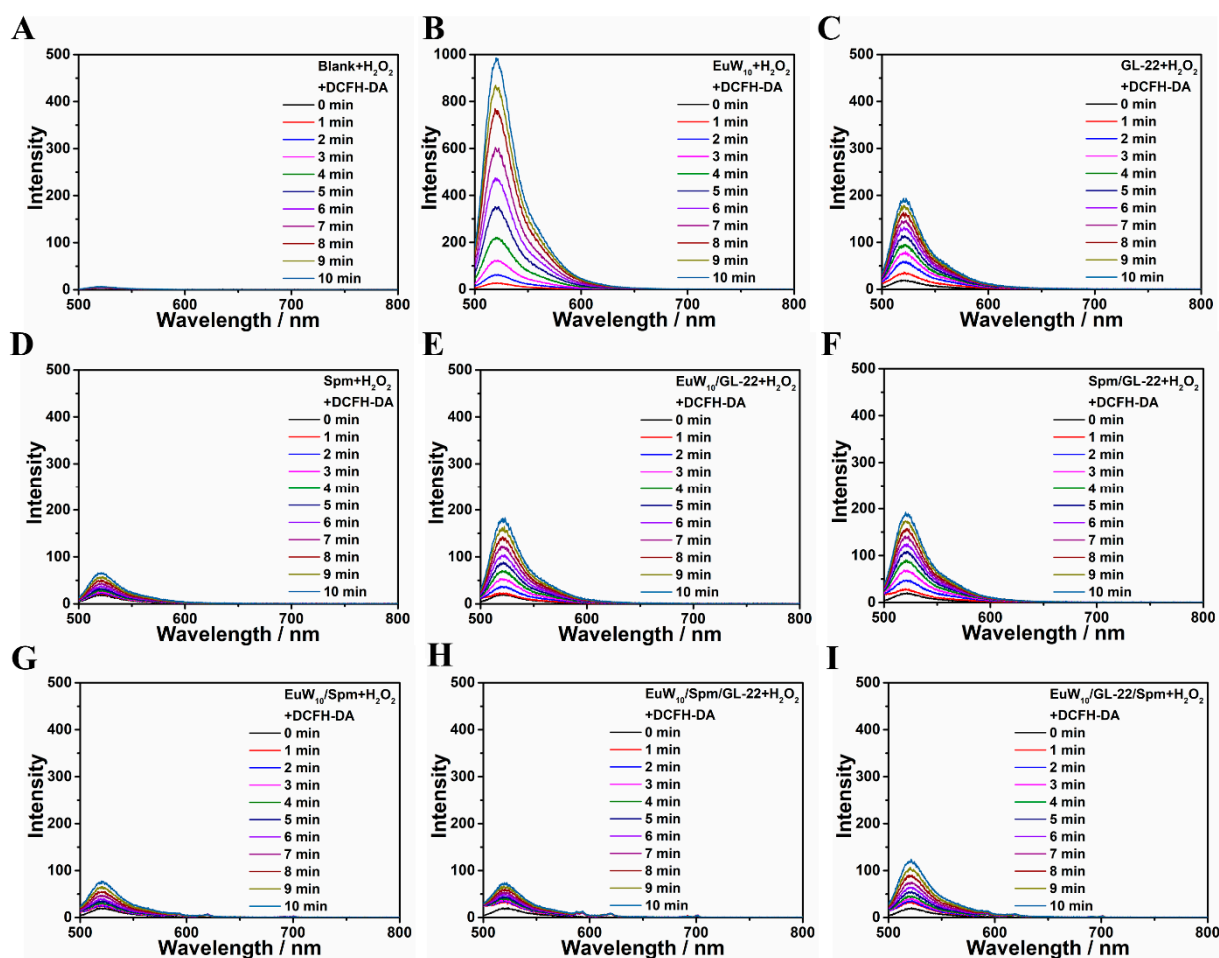 A
500
400
300
200
100
0
Intensity
Blank+H₂O₂
+DCFH-DA
0 min
1 min
2 min
3 min
4 min
5 min
6 min
7 min
8 min
9 min
10 min
500 600 700 800
Wavelength / nm
B
1000
800
600
400
200
0
Intensity
EuW₁₀+H₂O₂
+DCFH-DA
0 min
1 min
2 min
3 min
4 min
5 min
6 min
7 min
8 min
9 min
10 min
500 600 700 800
Wavelength / nm
C
500
400
300
200
100
0
Intensity
GL-22+H₂O₂
+DCFH-DA
0 min
1 min
2 min
3 min
4 min
5 min
6 min
7 min
8 min
9 min
10 min
500 600 700 800
Wavelength / nm
D
500
400
300
200
100
0
Intensity
Spm+H₂O₂
+DCFH-DA
0 min
1 min
2 min
3 min
4 min
5 min
6 min
7 min
8 min
9 min
10 min
500 600 700 800
Wavelength / nm
E
500
400
300
200
100
0
Intensity
EuW₁₀/GL-22+H₂O₂
+DCFH-DA
0 min
1 min
2 min
3 min
4 min
5 min
6 min
7 min
8 min
9 min
10 min
500 600 700 800
Wavelength / nm
F
500
400
300
200
100
0
Intensity
Spm/GL-22+H₂O₂
+DCFH-DA
0 min
1 min
2 min
3 min
4 min
5 min
6 min
7 min
8 min
9 min
10 min
500 600 700 800
Wavelength / nm
G
500
400
300
200
100
0
Intensity
EuW₁₀/Spm+H₂O₂
+DCFH-DA
0 min
1 min
2 min
3 min
4 min
5 min
6 min
7 min
8 min
9 min
10 min
500 600 700 800
Wavelength / nm
H
500
400
300
200
100
0
Intensity
EuW₁₀/Spm/GL-22+H₂O₂
+DCFH-DA
0 min
1 min
2 min
3 min
4 min
5 min
6 min
7 min
8 min
9 min
10 min
500 600 700 800
Wavelength / nm
I
500
400
300
200
100
0
Intensity
EuW₁₀/GL-22/Spm+H₂O₂
+DCFH-DA
0 min
1 min
2 min
3 min
4 min
5 min
6 min
7 min
8 min
9 min
10 min
500 600 700 800
Wavelength / nm